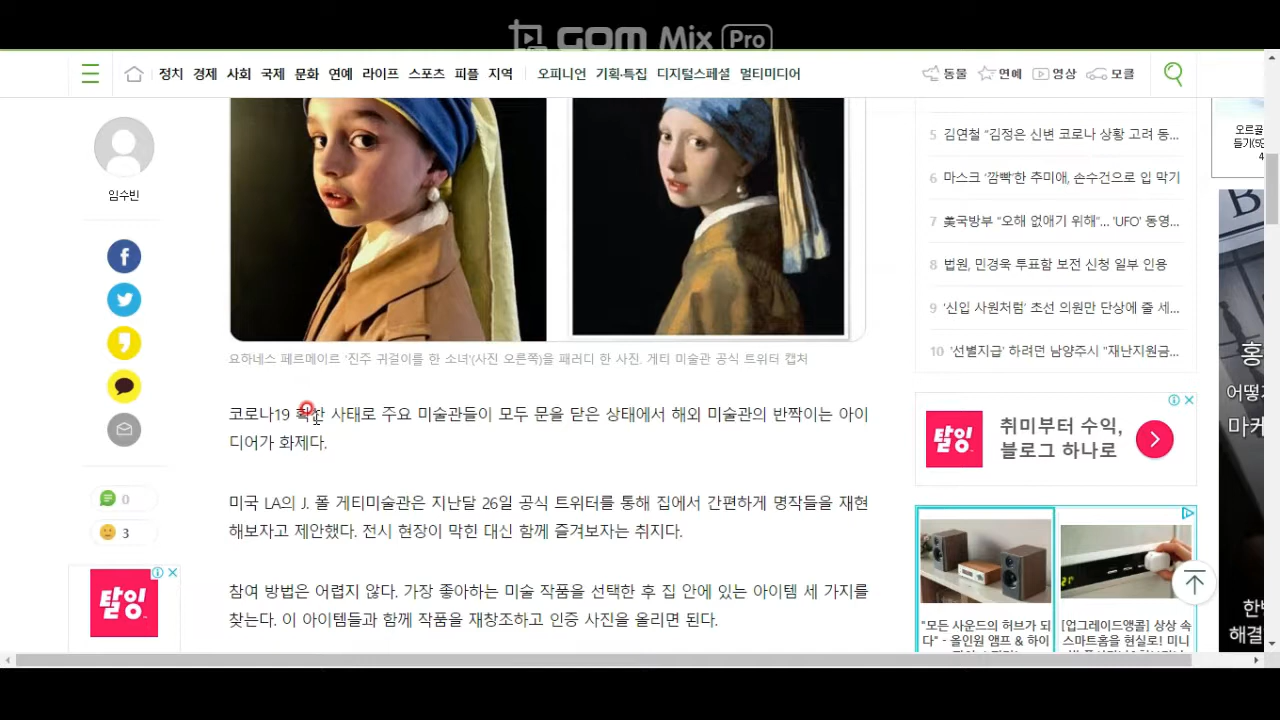 GOM Mix Pro
정치 경제 사회 국제 문화 연예 라이프 스포츠 피플 지역 오피니언 기획·특집 디지털스페셜 멀티미디어 동물 연예 영상 모클
임수빈
요하네스 페르메이르 '진주 귀걸이를 한 소녀'(사진 오른쪽)을 패러디 한 사진. 게티 미술관 공식 트위터 캡처
코로나19 확산 사태로 주요 미술관들이 모두 문을 닫은 상태에서 해외 미술관의 반짝이는 아이
디어가 화제다.
미국 LA의 J. 폴 게티미술관은 지난달 26일 공식 트위터를 통해 집에서 간편하게 명작들을 재현
해보자고 제안했다. 전시 현장이 막힌 대신 함께 즐겨보자는 취지다.
참여 방법은 어렵지 않다. 가장 좋아하는 미술 작품을 선택한 후 집 안에 있는 아이템 세 가지를
찾는다. 이 아이템들과 함께 작품을 재창조하고 인증 사진을 올리면 된다.
0
3
탈잉
5 김연철 "김정은 신변 코로나 상황 고려 동...
6 마스크 '깜빡'한 추미애, 손수건으로 입 막기
7 美국방부 "오해 없애기 위해"... 'UFO' 동영...
8 법원, 민경욱 투표함 보전 신청 일부 인용
9 '신입 사원처럼' 초선 의원만 단상에 줄 세...
10 '선별지급' 하려던 남양주시 "재난지원금...
탈잉
취미부터 수익,
블로그 하나로
"모든 사운드의 허브가 되
다" - 올인원 앰프 & 하이
[업그레이드앵콜] 상상 속
스마트홈을 현실로! 미니
오르골
들기(5
4
B
홍
어떻
마케
한
해결